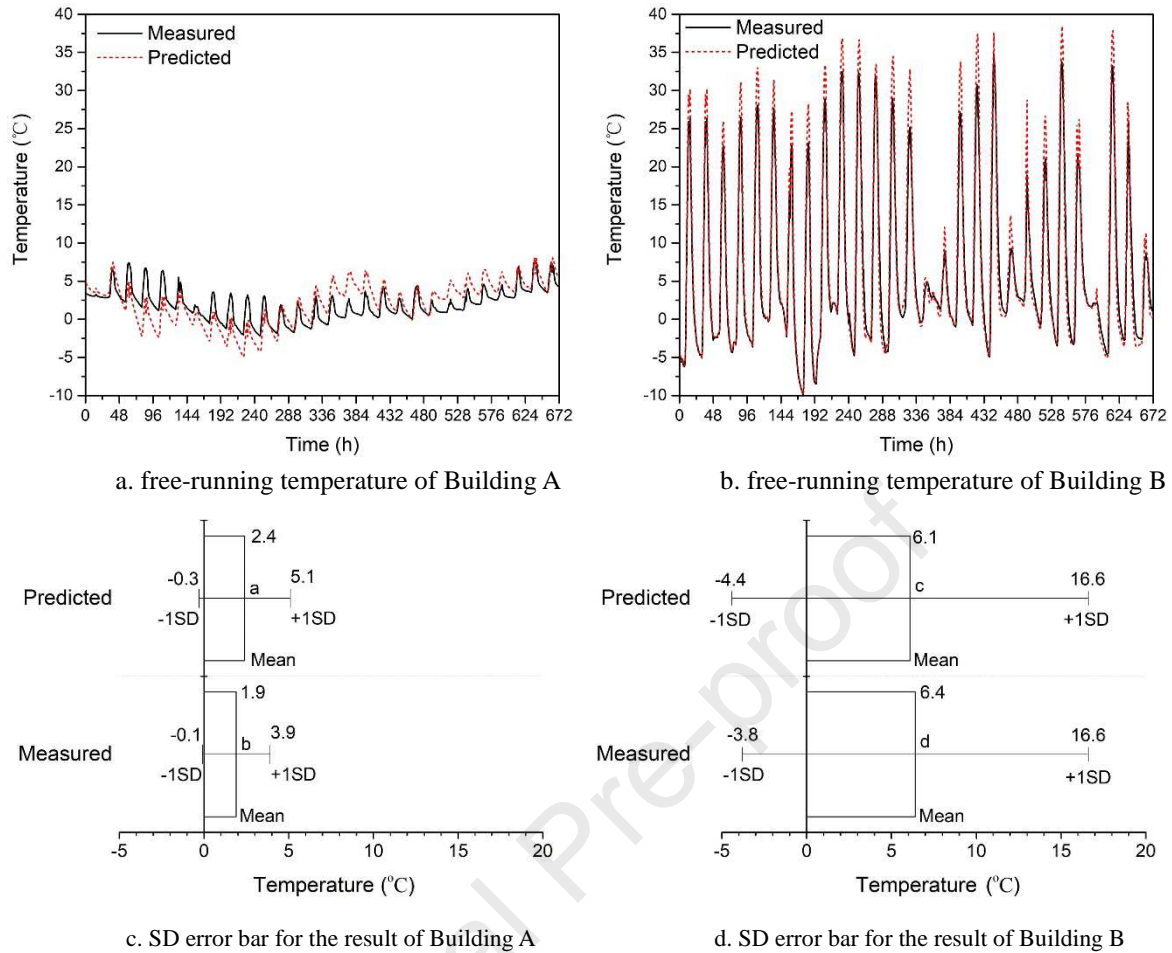 40
35
30
25
20
15
10
5
0
-5
-10
Temperature (℃)
Measured
Predicted
0 48 96 144 192 240 288 336 384 432 480 528 576 624 672
Time (h)
a. free-running temperature of Building A
40
35
30
25
20
15
10
5
0
-5
-10
Temperature (℃)
Measured
Predicted
0 48 96 144 192 240 288 336 384 432 480 528 576 624 672
Time (h)
b. free-running temperature of Building B
Predicted
2.4
-0.3
a
5.1
-1SD
+1SD
Mean
Measured
1.9
-0.1
b
3.9
-1SD
+1SD
Mean
-5 0 5 10 15 20
Temperature (°C)
c. SD error bar for the result of Building A
Predicted
6.1
-4.4
c
16.6
-1SD
+1SD
Mean
Measured
6.4
-3.8
d
16.6
-1SD
+1SD
Mean
-5 0 5 10 15 20
Temperature (°C)
d. SD error bar for the result of Building B
al Pre-proof